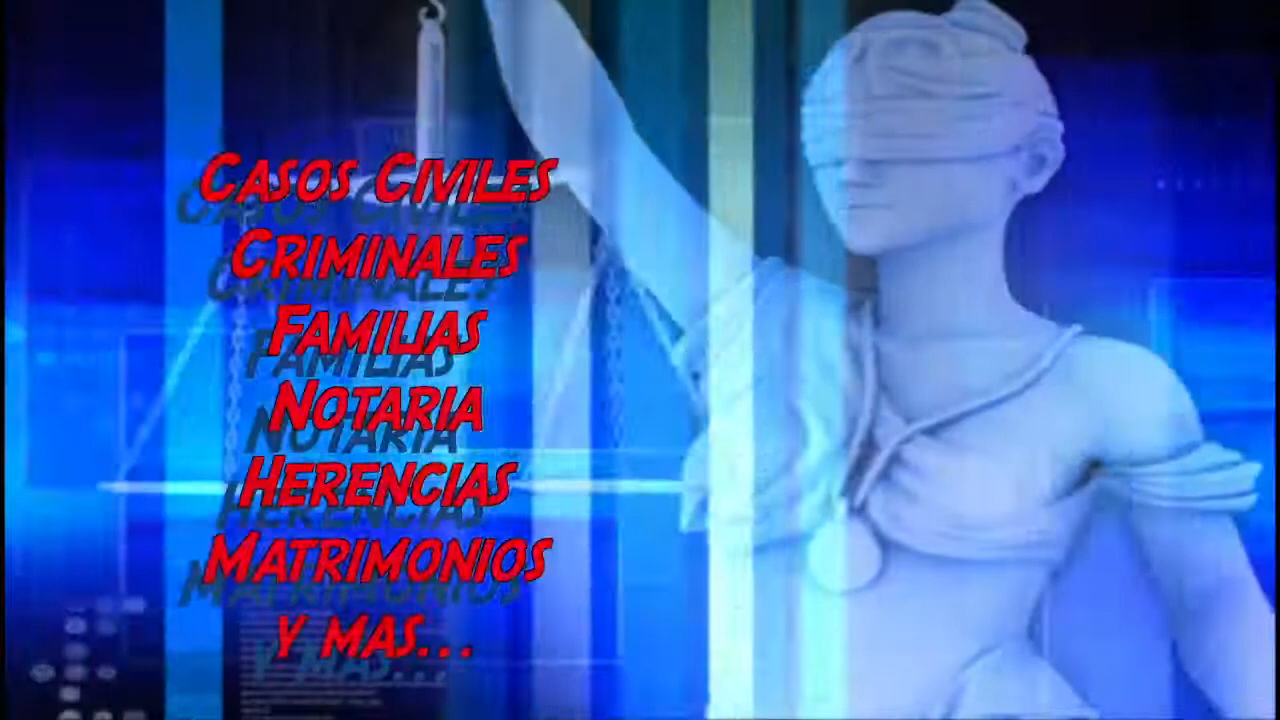 Casos Civiles
Criminales
Familias
Notaria
Herencias
Matrimonios
y mas...